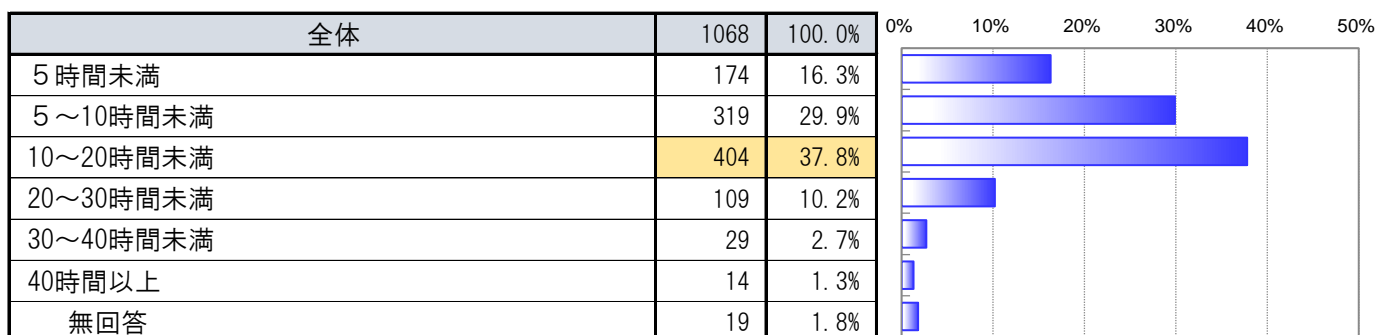 全体 1068 100.0% 0% 10% 20% 30% 40% 50%
５時間未満 174 16.3%
５～10時間未満 319 29.9%
10～20時間未満 404 37.8%
20～30時間未満 109 10.2%
30～40時間未満 29 2.7%
40時間以上 14 1.3%
無回答 19 1.8%